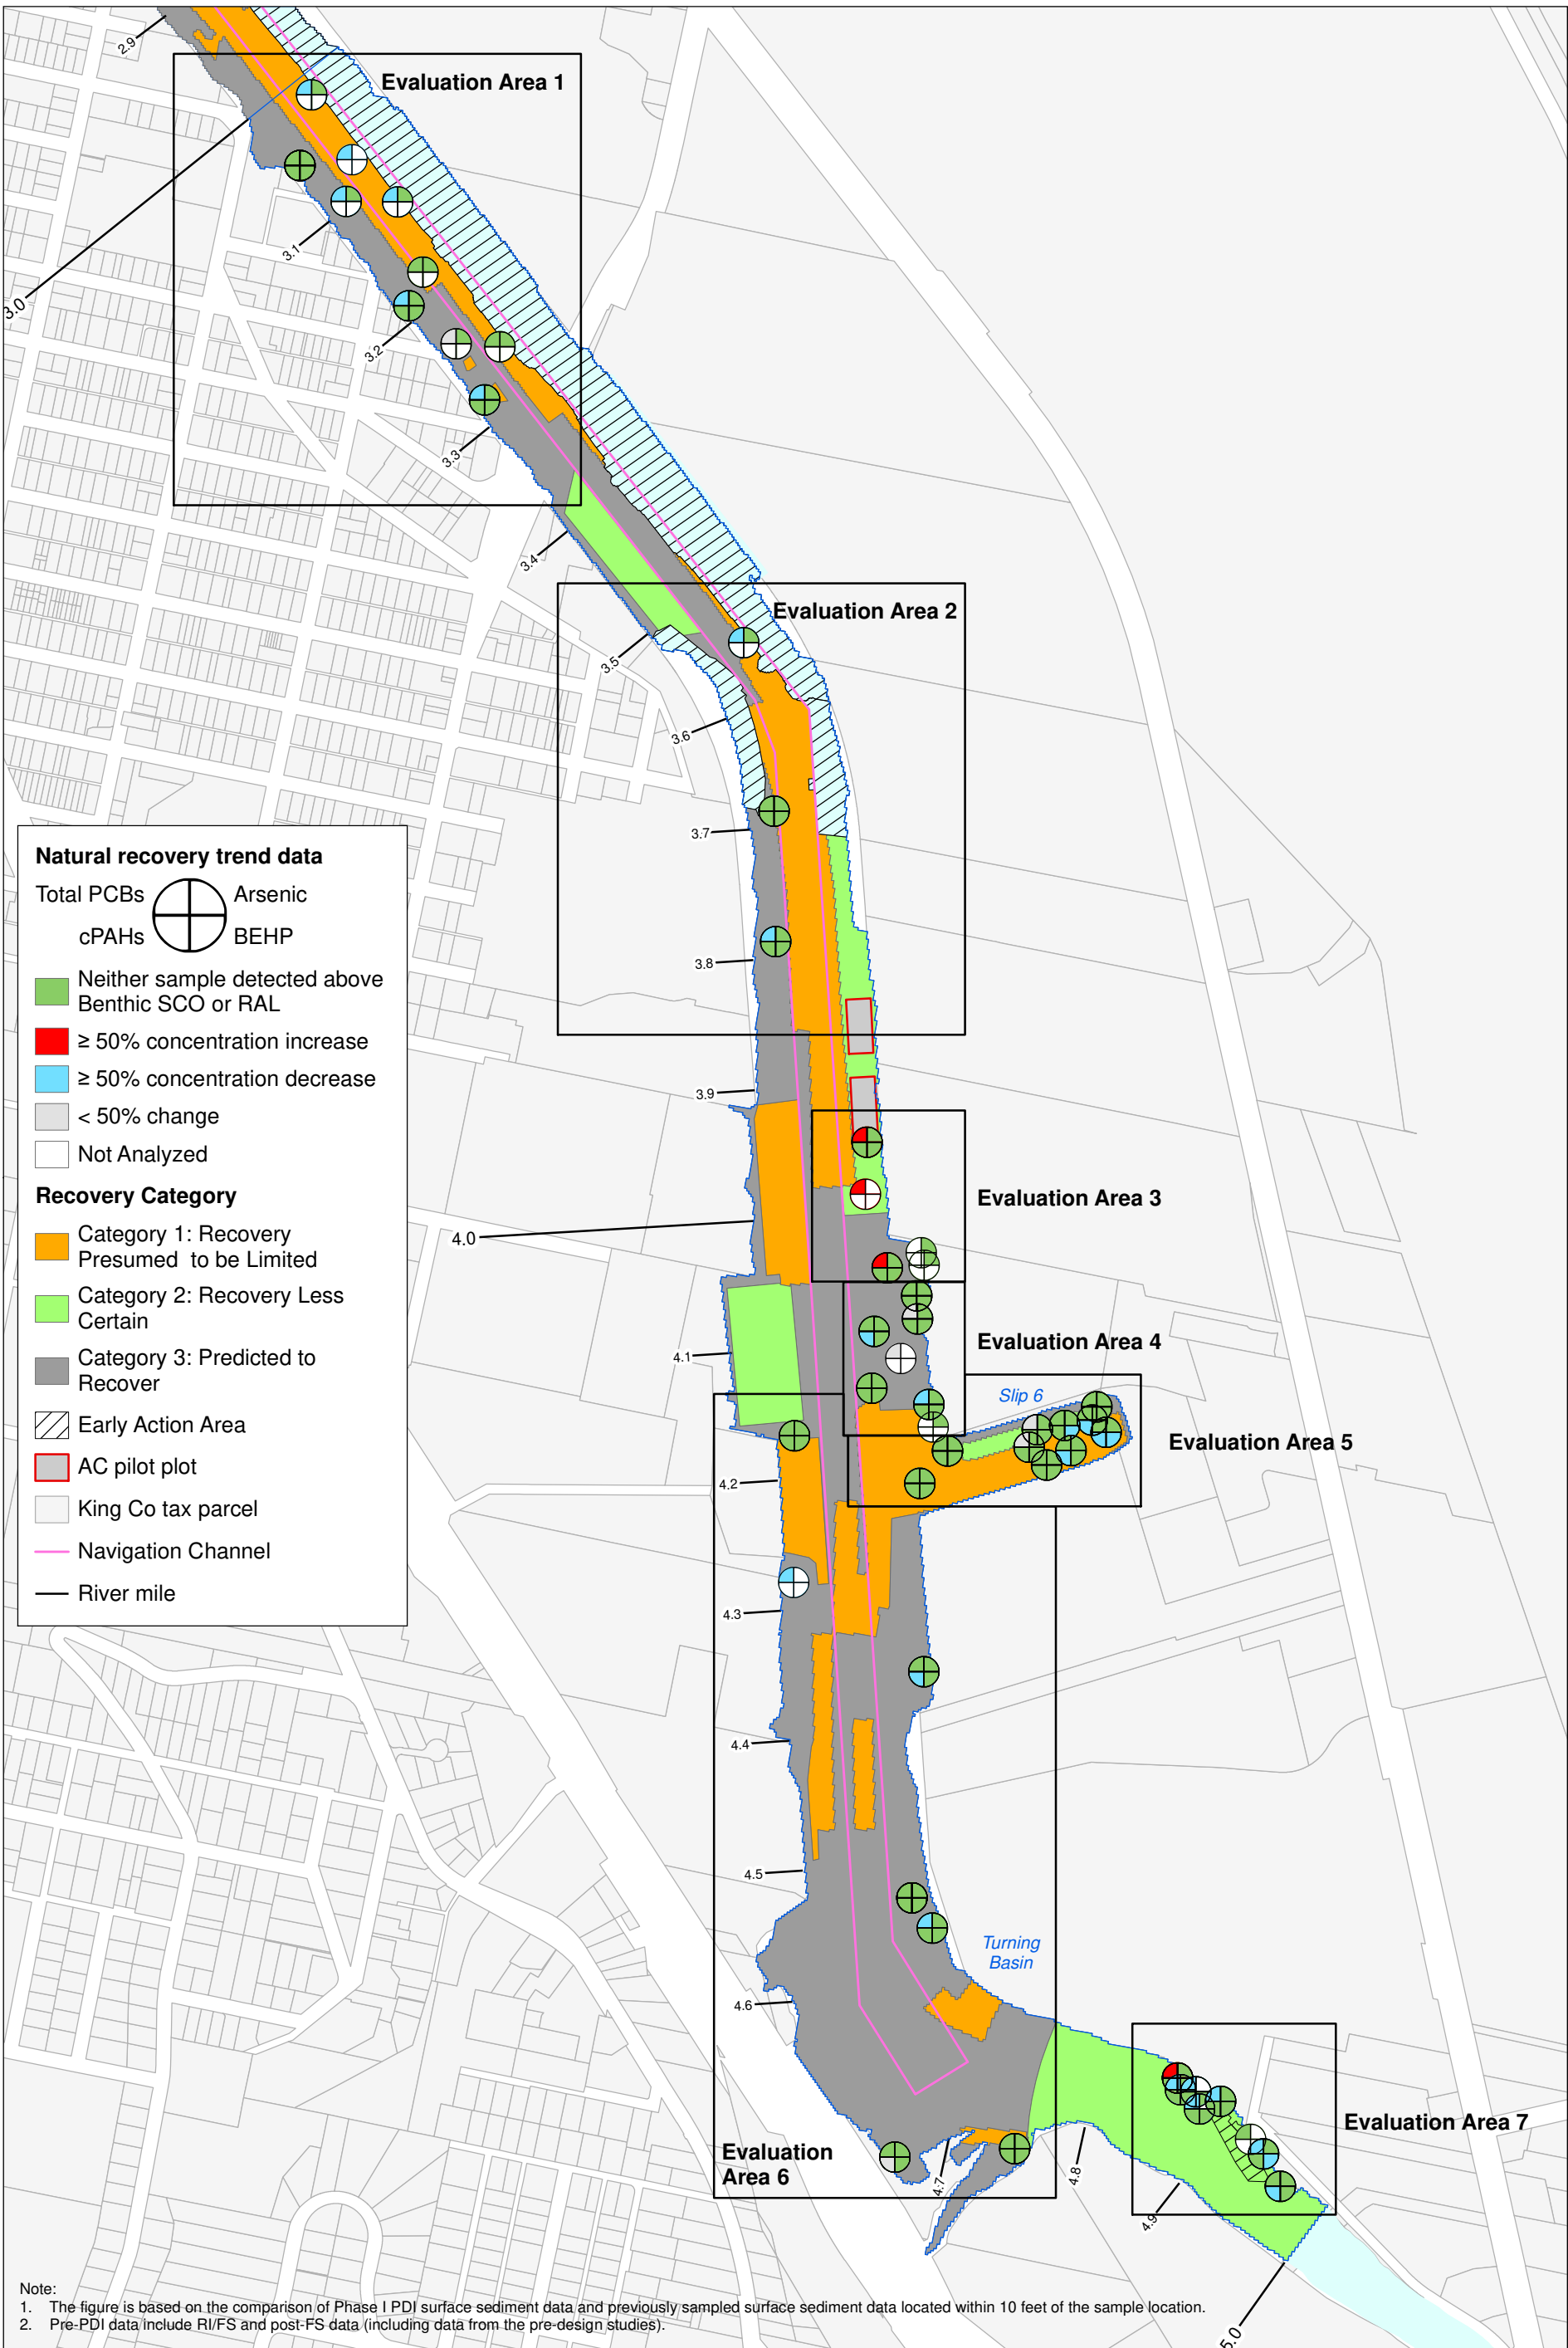 2.9
Evaluation Area 1
3.0
3.1
3.2
3.3
3.4
Evaluation Area 2
3.5
3.6
3.7
3.8
3.9
Natural recovery trend data
Total PCBs
Arsenic
cPAHs
BEHP
Neither sample detected above
Benthic SCO or RAL
≥ 50% concentration increase
≥ 50% concentration decrease
< 50% change
Not Analyzed
Recovery Category
Category 1: Recovery
Presumed to be Limited
Category 2: Recovery Less
Certain
Category 3: Predicted to
Recover
Early Action Area
AC pilot plot
King Co tax parcel
Navigation Channel
River mile
Evaluation Area 3
4.0
Evaluation Area 4
4.1
Slip 6
Evaluation Area 5
4.2
4.3
4.4
4.5
Turning
Basin
4.6
Evaluation
Area 6
4.7
4.8
Evaluation Area 7
4.9
5.0
Note:
1. The figure is based on the comparison of Phase I PDI surface sediment data and previously sampled surface sediment data located within 10 feet of the sample location.
2. Pre-PDI data include RI/FS and post-FS data (including data from the pre-design studies).